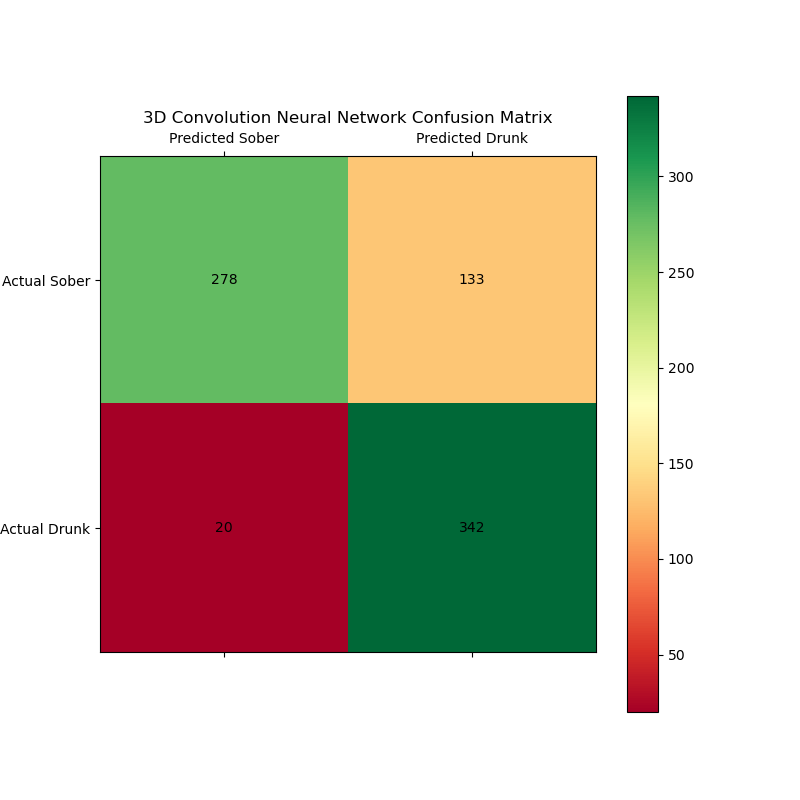 3D Convolution Neural Network Confusion Matrix
Predicted Sober Predicted Drunk
Actual Sober 278 133
Actual Drunk 20 342
300
250
200
150
100
50